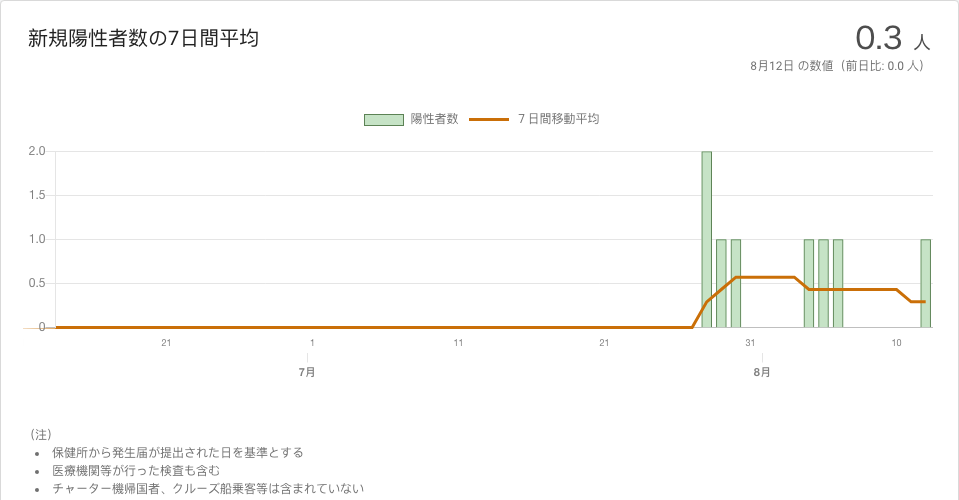 新規陽性者数の7日間平均
0.3 人
8月12日 の数値（前日比: 0.0 人）
陽性者数
7 日間移動平均
2.0
1.5
1.0
0.5
0
21
1
11
21
31
10
7月
8月
（注）
• 保健所から発生届が提出された日を基準とする
• 医療機関等が行った検査も含む
• チャーター機帰国者、クルーズ船乗客等は含まれていない